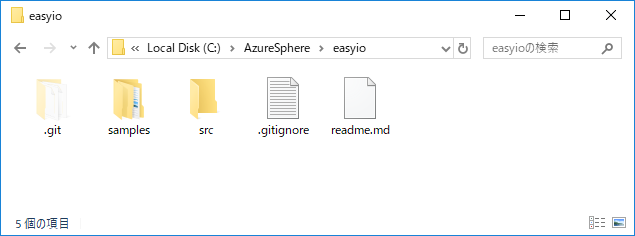 easyio
Local Disk (C:) AzureSphere easyio
easyioの検索
.git samples src .gitignore readme.md
5 個の項目